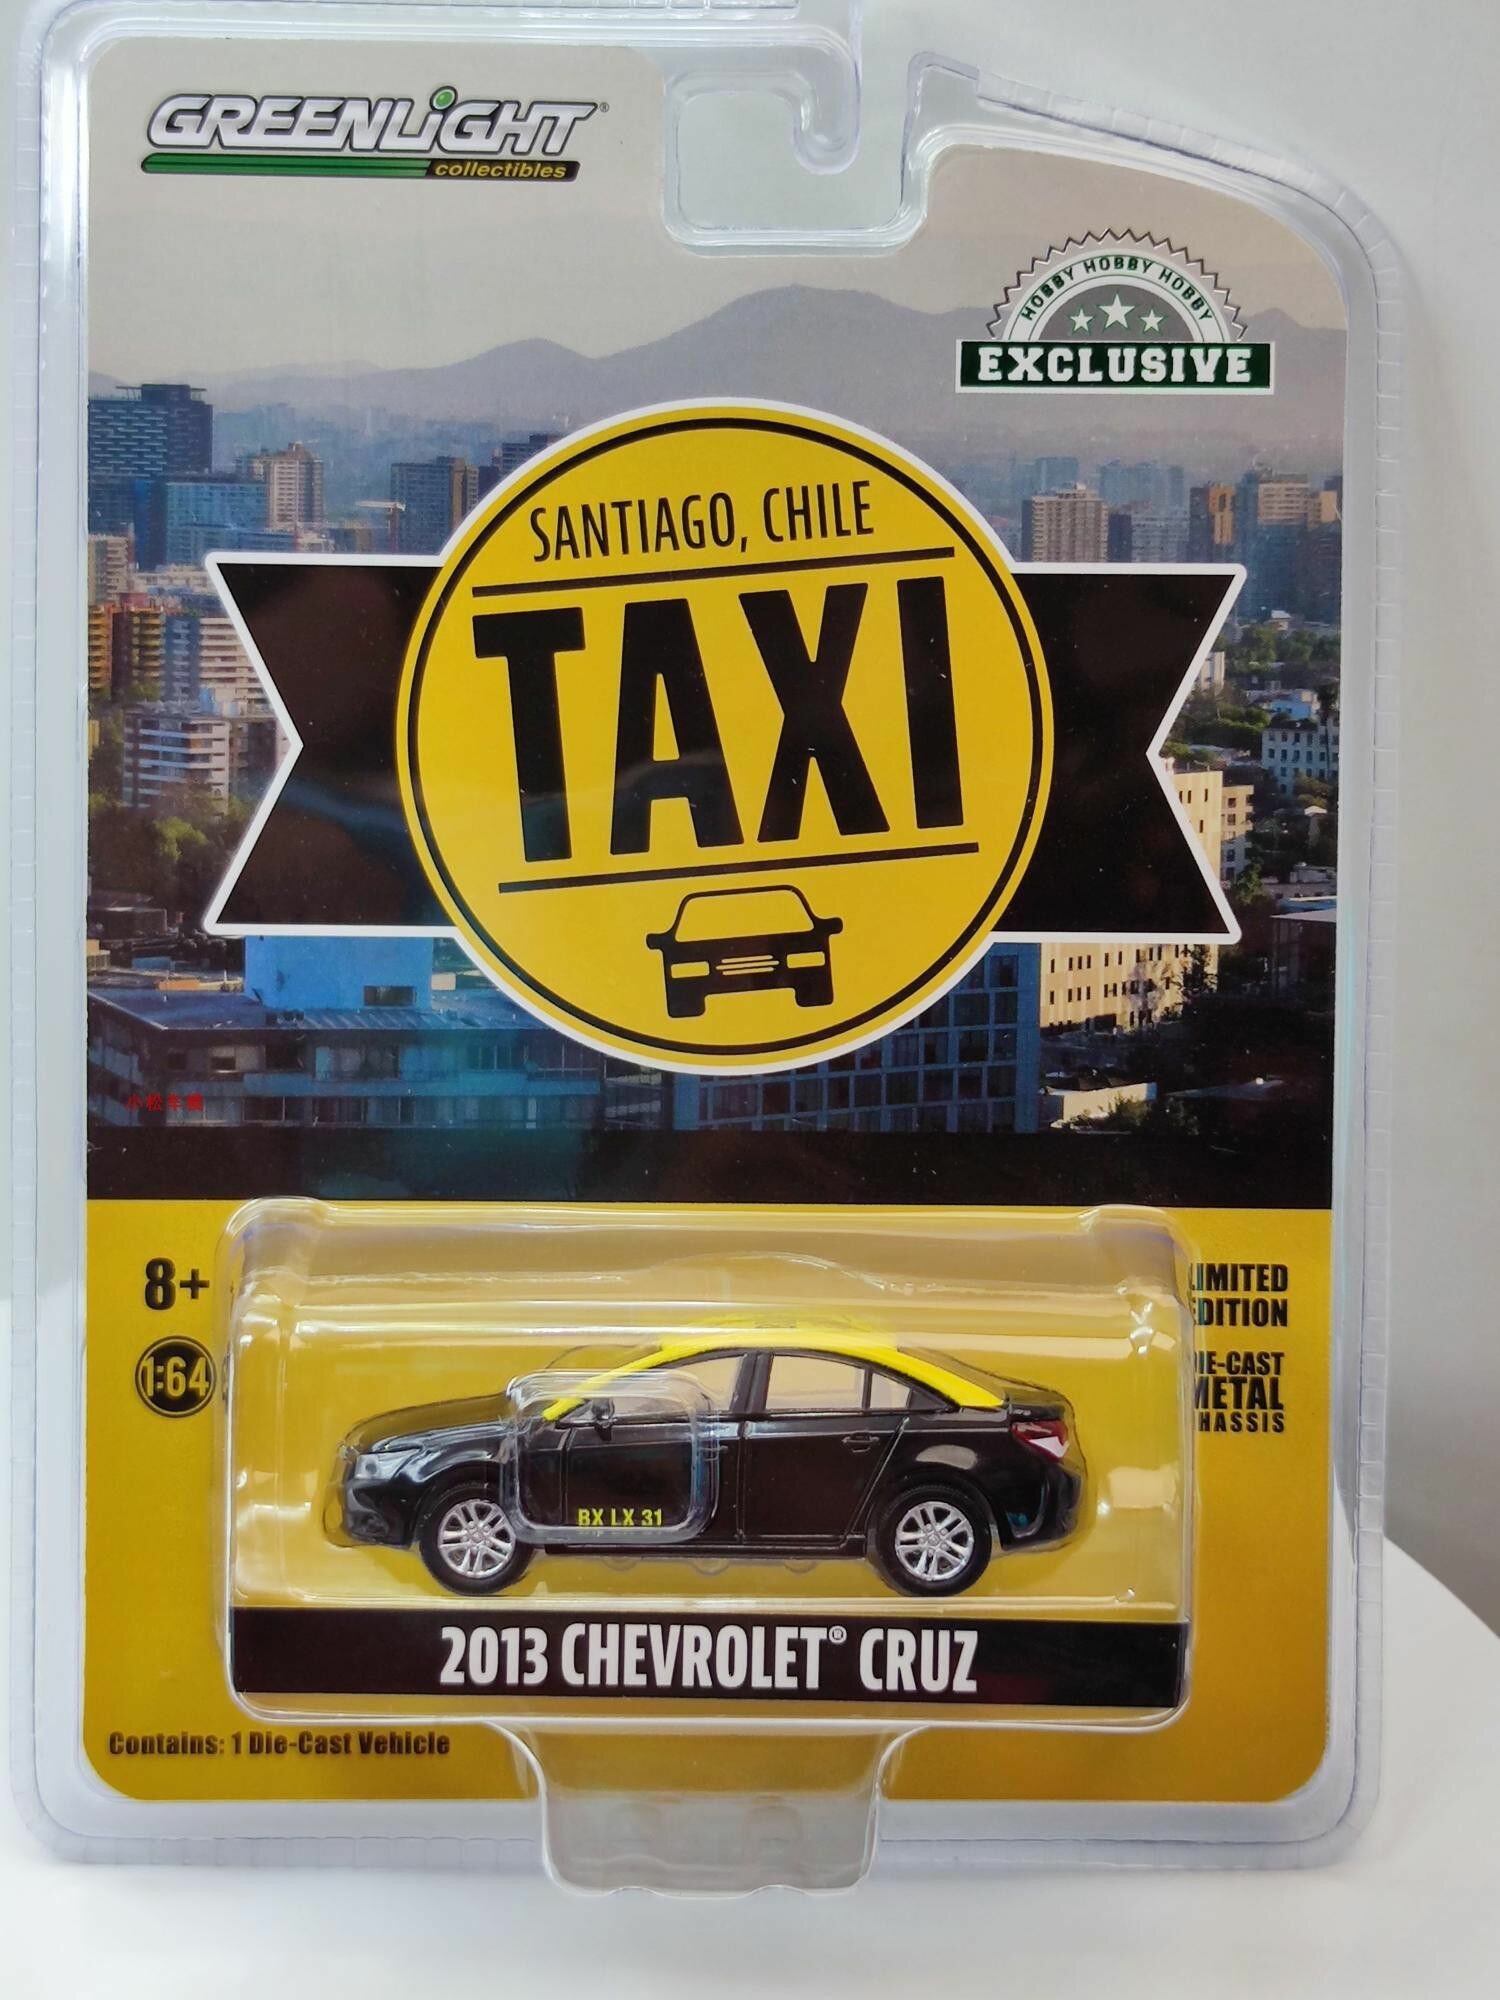 GREENLiGHT®
collectibles
HOBBY HOBBY HOBBY
EXCLUSIVE
SANTIAGO, CHILE
TAXI
8+
1:64
LIMITED
EDITION
DIE-CAST
METAL
CHASSIS
BX LX 31
2013 CHEVROLET® CRUZ
Contains: 1 Die-Cast Vehicle